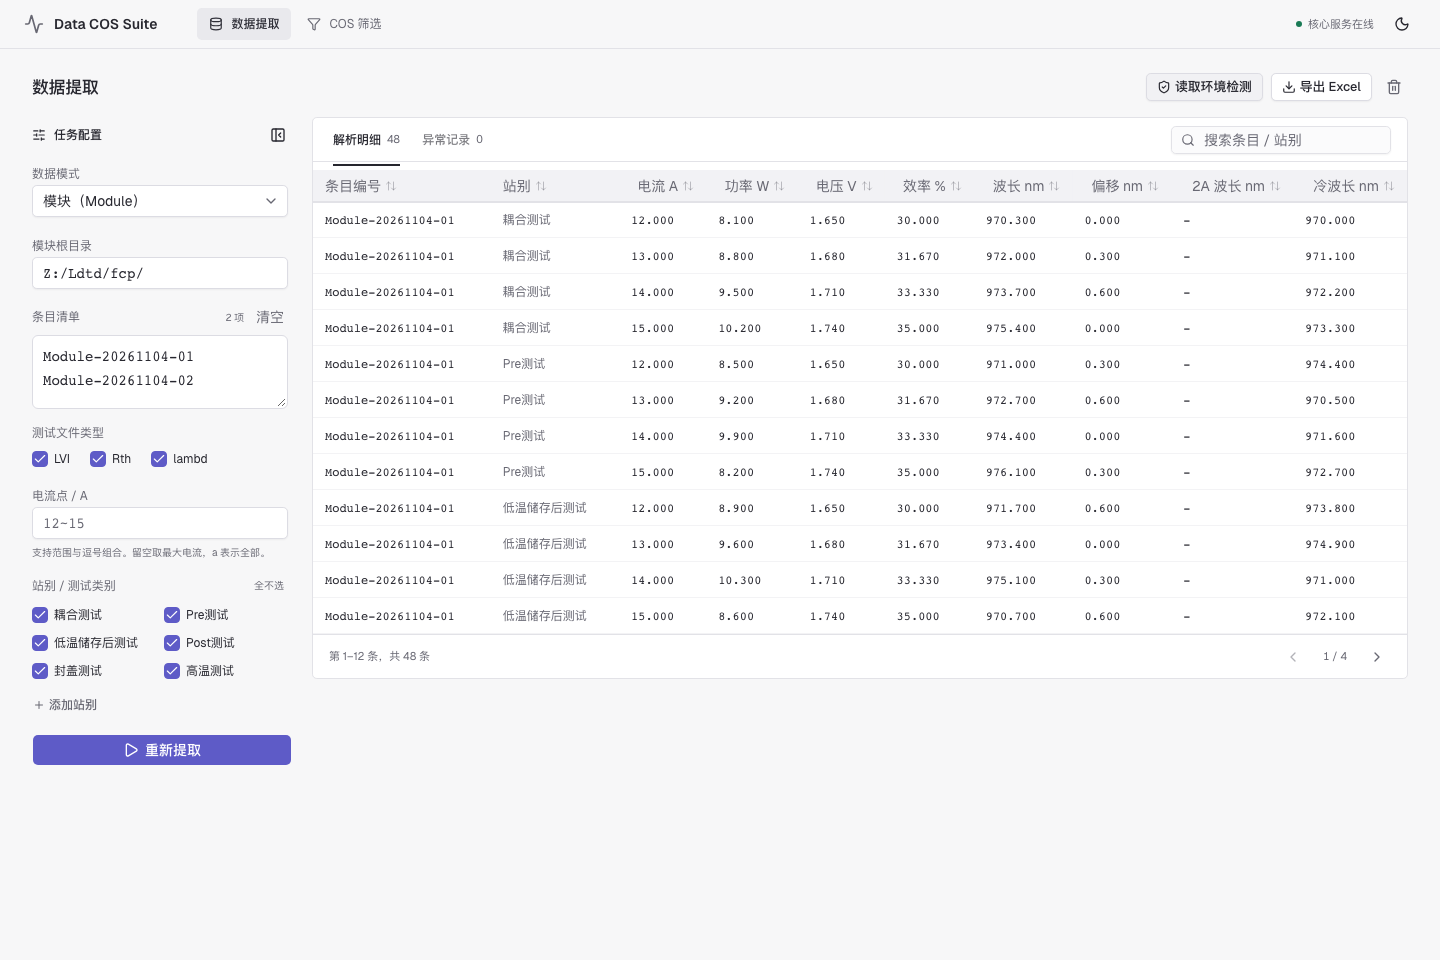 Data COS Suite 数据提取 COS 筛选 核心服务在线
数据提取 读取环境检测 导出 Excel
任务配置
数据模式
模块（Module）
模块根目录
Z:/Ldtd/fcp/
条目清单 2 项 清空
Module-20261104-01
Module-20261104-02
测试文件类型
LVI Rth lambd
电流点 / A
12~15
支持范围与逗号组合。留空取最大电流，a 表示全部。
站别 / 测试类别 全不选
耦合测试 Pre测试
低温储存后测试 Post测试
封盖测试 高温测试
+ 添加站别
重新提取
解析明细 48 异常记录 0 搜索条目 / 站别
条目编号 站别 电流 A 功率 W 电压 V 效率 % 波长 nm 偏移 nm 2A 波长 nm 冷波长 nm
Module-20261104-01 耦合测试 12.000 8.100 1.650 30.000 970.300 0.000 – 970.000
Module-20261104-01 耦合测试 13.000 8.800 1.680 31.670 972.000 0.300 – 971.100
Module-20261104-01 耦合测试 14.000 9.500 1.710 33.330 973.700 0.600 – 972.200
Module-20261104-01 耦合测试 15.000 10.200 1.740 35.000 975.400 0.000 – 973.300
Module-20261104-01 Pre测试 12.000 8.500 1.650 30.000 971.000 0.300 – 974.400
Module-20261104-01 Pre测试 13.000 9.200 1.680 31.670 972.700 0.600 – 970.500
Module-20261104-01 Pre测试 14.000 9.900 1.710 33.330 974.400 0.000 – 971.600
Module-20261104-01 Pre测试 15.000 8.200 1.740 35.000 976.100 0.300 – 972.700
Module-20261104-01 低温储存后测试 12.000 8.900 1.650 30.000 971.700 0.600 – 973.800
Module-20261104-01 低温储存后测试 13.000 9.600 1.680 31.670 973.400 0.000 – 974.900
Module-20261104-01 低温储存后测试 14.000 10.300 1.710 33.330 975.100 0.300 – 971.000
Module-20261104-01 低温储存后测试 15.000 8.600 1.740 35.000 970.700 0.600 – 972.100
第 1–12 条，共 48 条 1 / 4